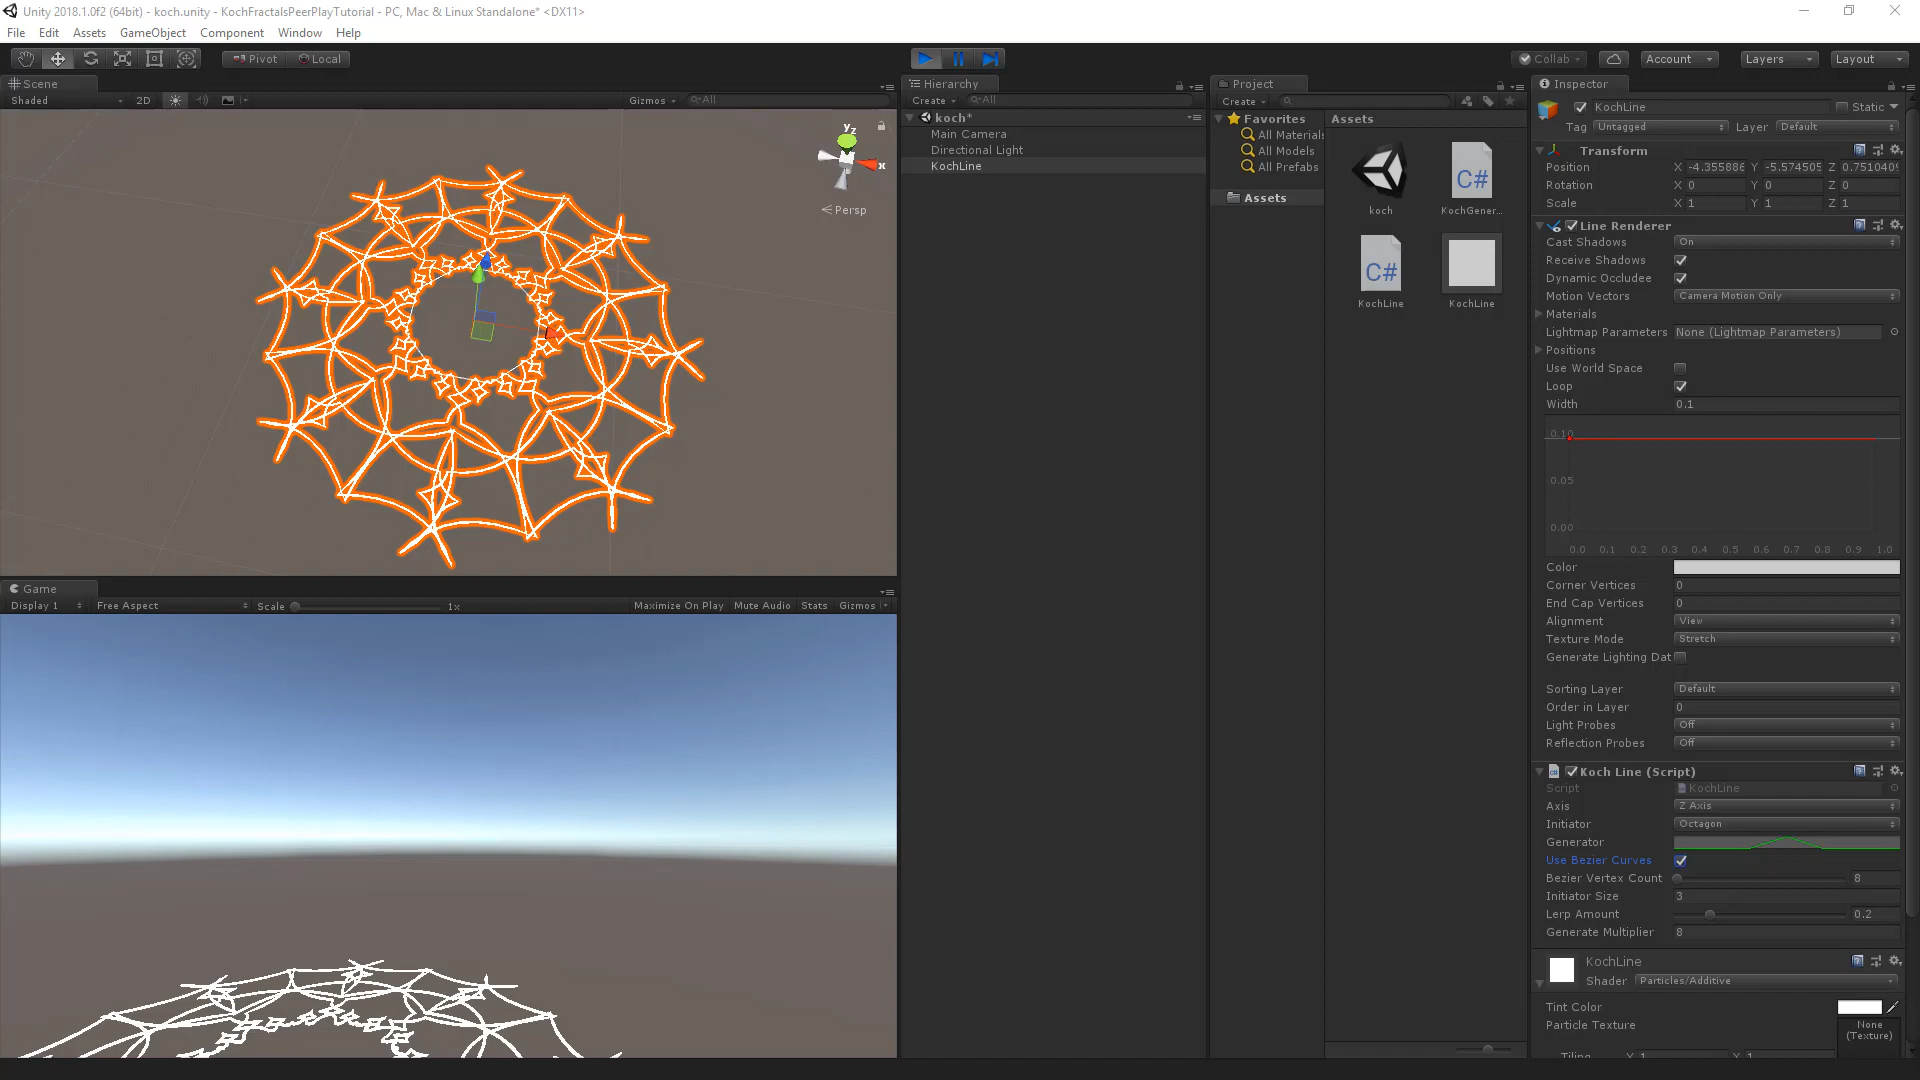 Unity 2018.1.0f2 (64bit) - koch.unity - KochFractalsPeerPlayTutorial - PC, Mac & Linux Standalone* <DX11>
File Edit Assets GameObject Component Window Help
Pivot Local
Collab Account Layers Layout
Scene
Shaded 2D Gizmos All
y z
x
Persp
Game
Display 1 Free Aspect Scale 1x Maximize On Play Mute Audio Stats Gizmos
Hierarchy
Create All
koch*
Main Camera
Directional Light
KochLine
Project
Create
Favorites
All Materials
All Models
All Prefabs
Assets
Assets
koch
C#
KochGener...
C#
KochLine
KochLine
Inspector
KochLine Static
Tag Untagged Layer Default
Transform
Position X -4.355886 Y -5.574505 Z 0.751040
Rotation X 0 Y 0 Z 0
Scale X 1 Y 1 Z 1
Line Renderer
Cast Shadows On
Receive Shadows
Dynamic Occludee
Motion Vectors Camera Motion Only
Materials
Lightmap Parameters None (Lightmap Parameters)
Positions
Use World Space
Loop
Width 0.1
0.10
0.05
0.00
0.0 0.1 0.2 0.3 0.4 0.5 0.6 0.7 0.8 0.9 1.0
Color
Corner Vertices 0
End Cap Vertices 0
Alignment View
Texture Mode Stretch
Generate Lighting Dat
Sorting Layer Default
Order in Layer 0
Light Probes Off
Reflection Probes Off
Koch Line (Script)
Script KochLine
Axis Z Axis
Initiator Octagon
Generator
Use Bezier Curves
Bezier Vertex Count 8
Initiator Size 3
Lerp Amount 0.2
Generate Multiplier 8
KochLine
Shader Particles/Additive
Tint Color
Particle Texture
None
(Texture)
Tiling X 1 Y 1